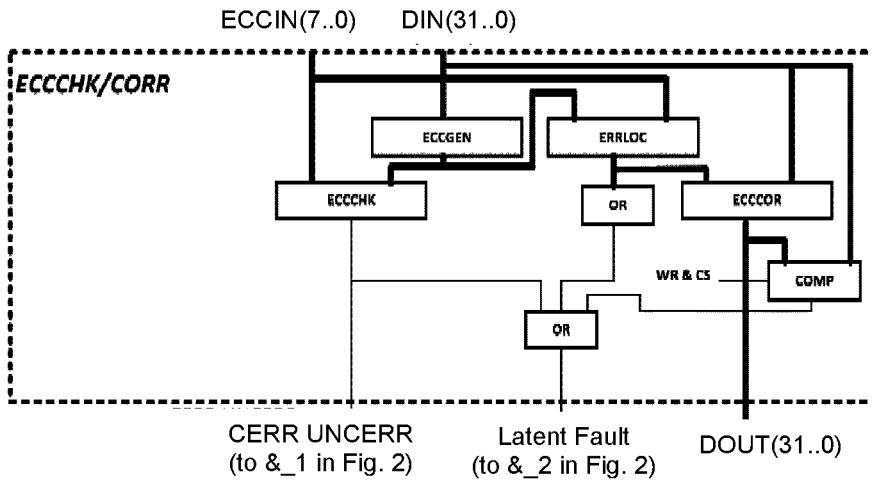 ECCIN(7..0) DIN(31..0)
ECCCHK/CORR
ECCGEN ERRLOC
ECCCHK OR ECCCOR
WR & CS COMP
OR
CERR UNCERR Latent Fault DOUT(31..0)
(to &_1 in Fig. 2) (to &_2 in Fig. 2)